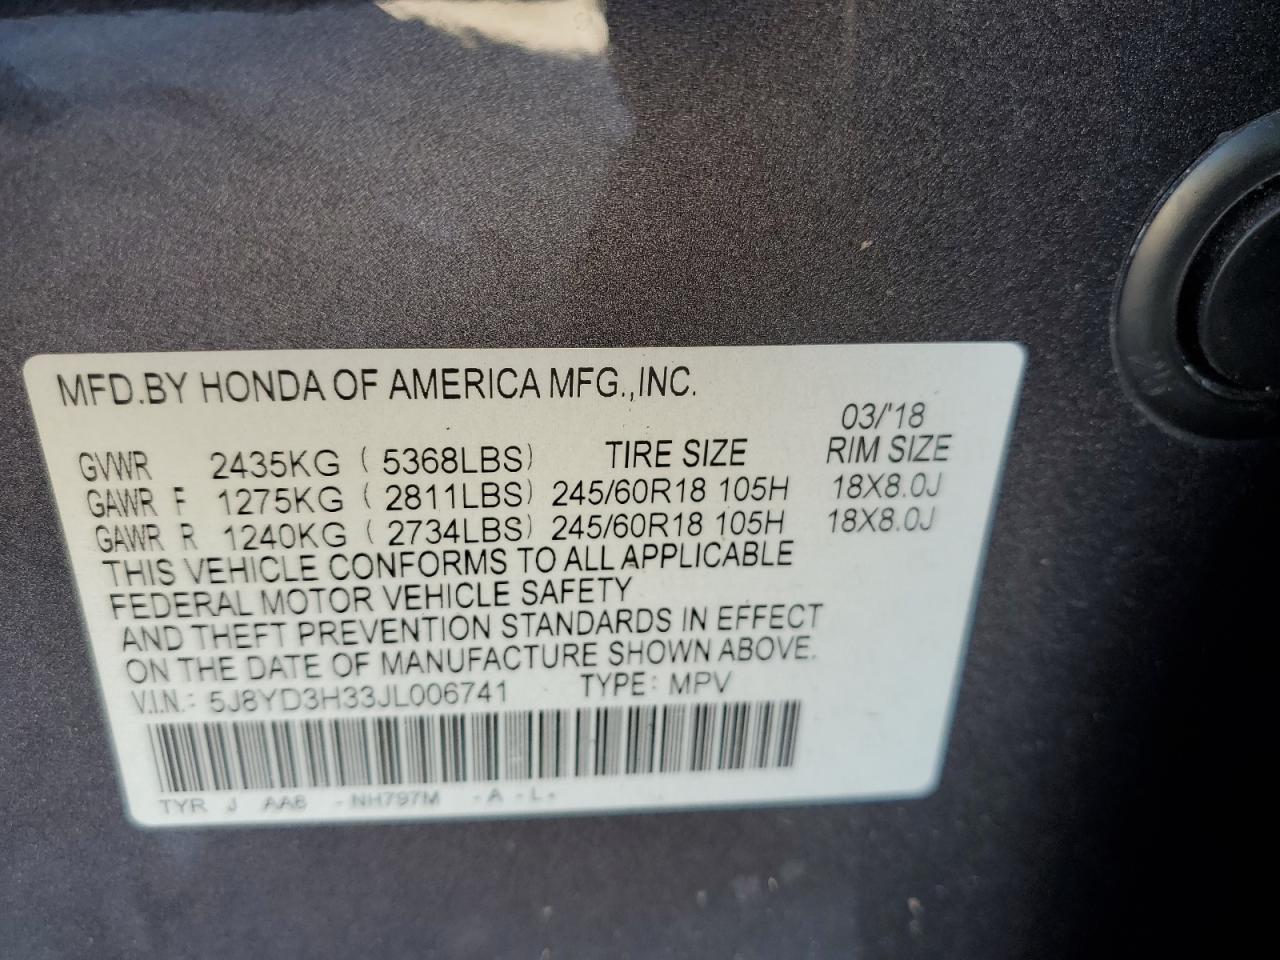 MFD.BY HONDA OF AMERICA MFG.,INC.
03/'18
GVWR 2435KG ( 5368LBS) TIRE SIZE RIM SIZE
GAWR F 1275KG ( 2811LBS) 245/60R18 105H 18X8.0J
GAWR R 1240KG ( 2734LBS) 245/60R18 105H 18X8.0J
THIS VEHICLE CONFORMS TO ALL APPLICABLE
FEDERAL MOTOR VEHICLE SAFETY
AND THEFT PREVENTION STANDARDS IN EFFECT
ON THE DATE OF MANUFACTURE SHOWN ABOVE.
V.I.N.: 5J8YD3H33JL006741 TYPE: MPV
TYR J AA6 -NH797M -A -L-